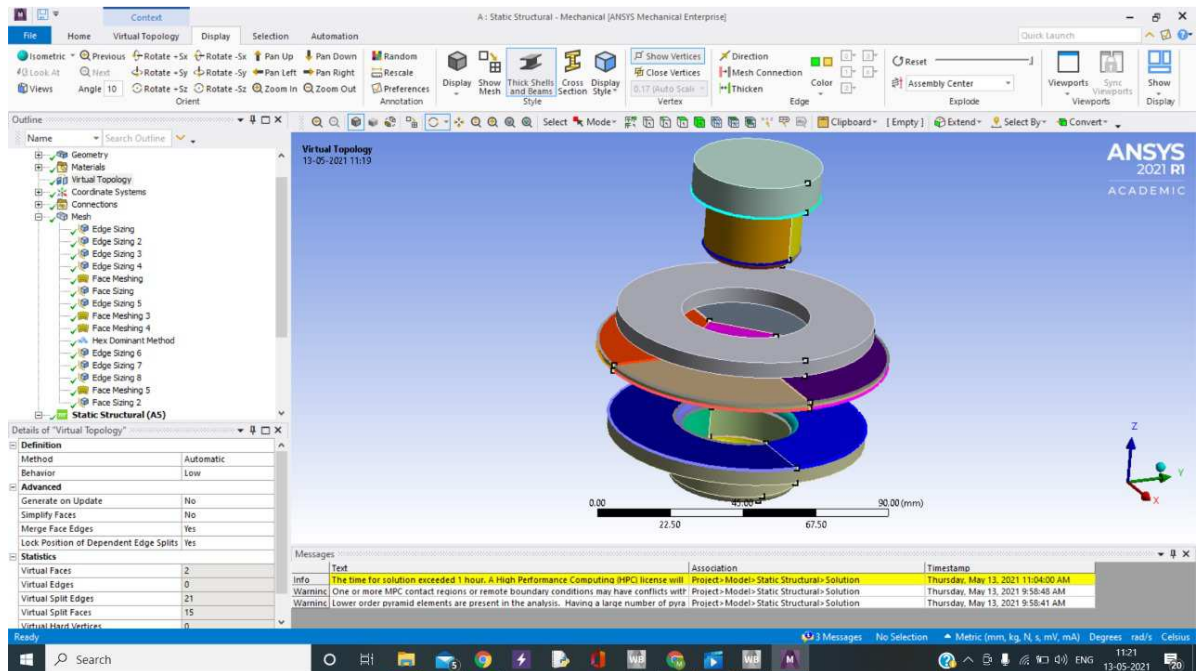 Context
A : Static Structural - Mechanical [ANSYS Mechanical Enterprise]
File Home Virtual Topology Display Selection Automation
Quick Launch
Isometric Previous Rotate +Sx Rotate -Sx Pan Up Pan Down Random
Look At Next Rotate +Sy Rotate -Sy Pan Left Pan Right Rescale
Views Angle 10 Rotate +Sz Rotate -Sz Zoom In Zoom Out Preferences
Orient Annotation
Display Show Mesh Thick Shells and Beams Cross Section Display Style
Style
Show Vertices
Close Vertices
0.17 (Auto Scale
Vertex
Direction
Mesh Connection
Thicken
Color
Edge
Reset
Assembly Center
Explode
Viewports Sync Viewports
Viewports
Show
Display
Outline
Name Search Outline
Select Mode Clipboard [Empty] Extend Select By Convert
Geometry
Materials
Virtual Topology
Coordinate Systems
Connections
Mesh
Edge Sizing
Edge Sizing 2
Edge Sizing 3
Edge Sizing 4
Face Meshing
Face Sizing
Edge Sizing 5
Face Meshing 3
Face Meshing 4
Hex Dominant Method
Edge Sizing 6
Edge Sizing 7
Edge Sizing 8
Face Meshing 5
Face Sizing 2
Static Structural (A5)
Details of "Virtual Topology"
Definition
Method Automatic
Behavior Low
Advanced
Generate on Update No
Simplify Faces No
Merge Face Edges Yes
Lock Position of Dependent Edge Splits Yes
Statistics
Virtual Faces 2
Virtual Edges 0
Virtual Split Edges 21
Virtual Split Faces 15
Virtual Hard Vertices 0
Virtual Topology
13-05-2021 11:19
ANSYS
2021 R1
ACADEMIC
Z
Y
X
0.00 45.00 90.00 (mm)
22.50 67.50
Messages
Text Association Timestamp
Info The time for solution exceeded 1 hour. A High Performance Computing (HPC) license will Project>Model>Static Structural>Solution Thursday, May 13, 2021 11:04:00 AM
Warning One or more MPC contact regions or remote boundary conditions may have conflicts with Project>Model>Static Structural>Solution Thursday, May 13, 2021 9:58:48 AM
Warning Lower order pyramid elements are present in the analysis. Having a large number of pyra Project>Model>Static Structural>Solution Thursday, May 13, 2021 9:58:41 AM
Ready
3 Messages No Selection Metric (mm, kg, N, s, mV, mA) Degrees rad/s Celsius
Search
ENG
11:21
13-05-2021